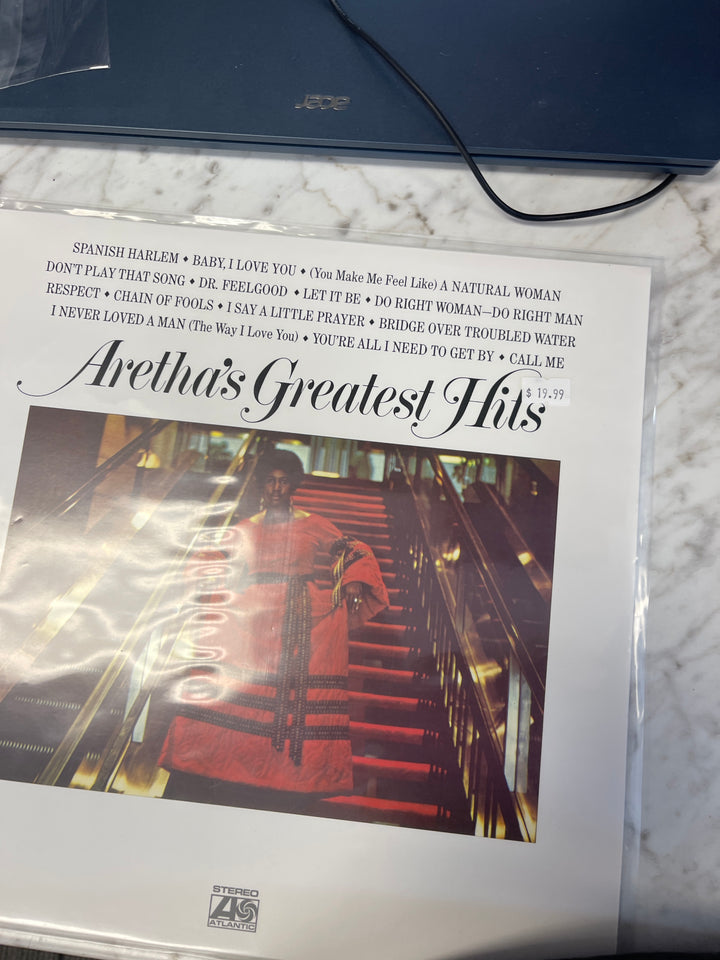 acer
SPANISH HARLEM ♦ BABY, I LOVE YOU ♦ (You Make Me Feel Like) A NATURAL WOMAN
DON'T PLAY THAT SONG ♦ DR. FEELGOOD ♦ LET IT BE ♦ DO RIGHT WOMAN—DO RIGHT MAN
RESPECT ♦ CHAIN OF FOOLS ♦ I SAY A LITTLE PRAYER ♦ BRIDGE OVER TROUBLED WATER
I NEVER LOVED A MAN (The Way I Love You) ♦ YOU'RE ALL I NEED TO GET BY ♦ CALL ME
Aretha's Greatest Hits
$ 19.99
STEREO
ATLANTIC